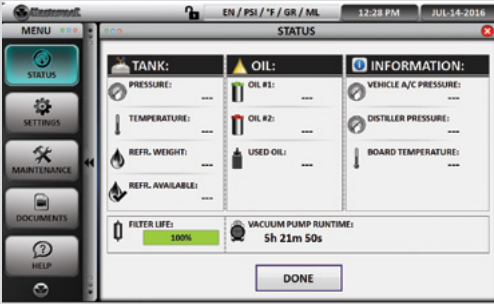 Mastercool
EN / PSI / °F / GR / ML
12:28 PM
JUL-14-2016
MENU
STATUS
STATUS
SETTINGS
MAINTENANCE
DOCUMENTS
HELP
TANK:
PRESSURE:
---
TEMPERATURE:
---
REFR. WEIGHT:
---
REFR. AVAILABLE:
---
OIL:
OIL #1:
---
OIL #2:
---
USED OIL:
---
INFORMATION:
VEHICLE A/C PRESSURE:
---
DISTILLER PRESSURE:
---
BOARD TEMPERATURE:
---
FILTER LIFE:
100%
VACUUM PUMP RUNTIME:
5h 21m 50s
DONE